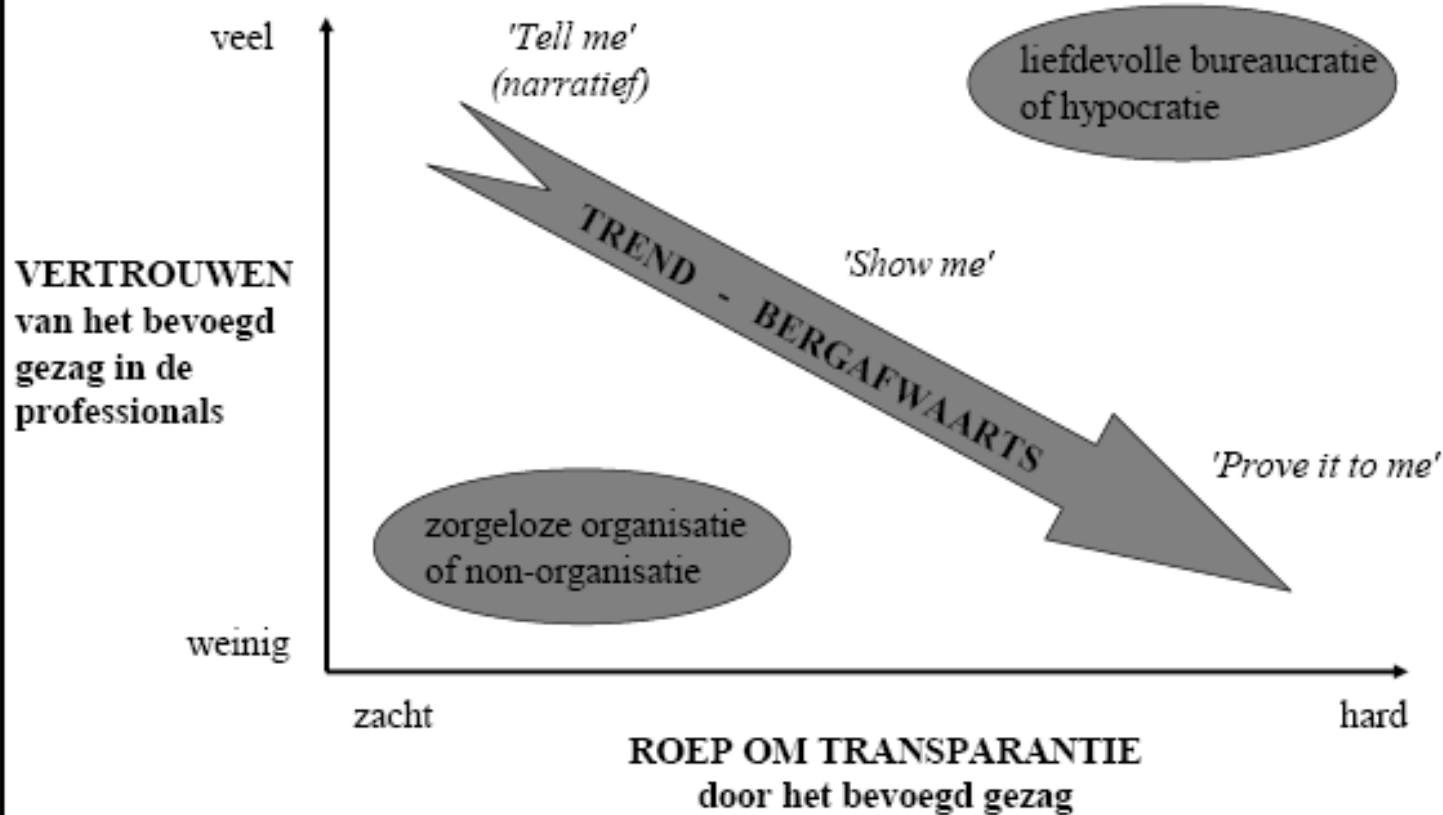 veel
'Tell me'
(narratief)
liefdevolle bureaucratie
of hypocratie
TREND - BERGAFWAARTS
'Show me'
VERTROUWEN
van het bevoegd
gezag in de
professionals
'Prove it to me'
zorgeloze organisatie
of non-organisatie
weinig
zacht
hard
ROEP OM TRANSPARANTIE
door het bevoegd gezag